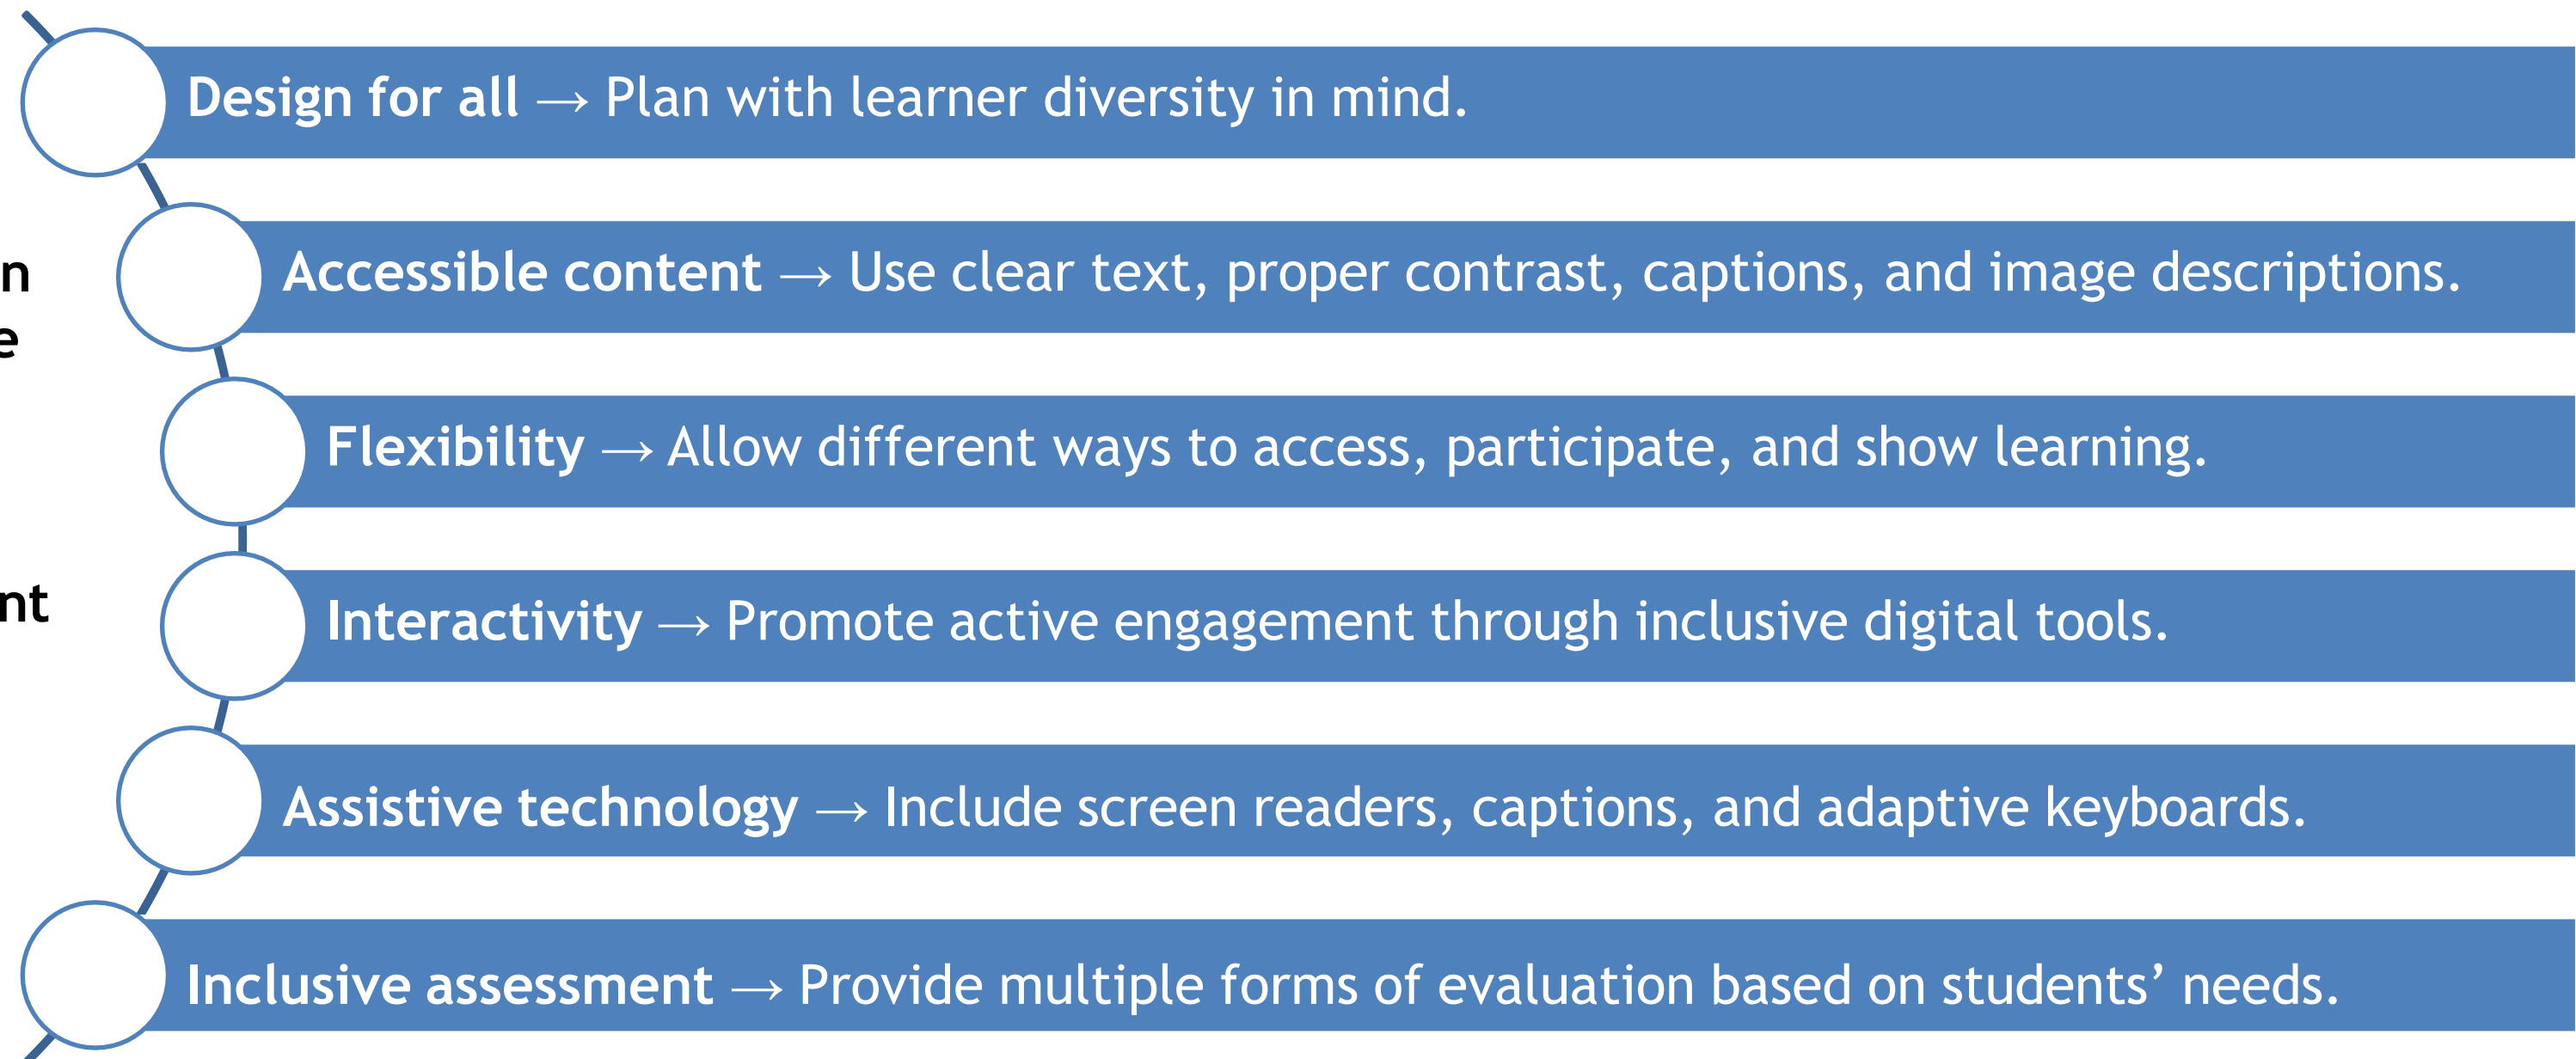 Design for all → Plan with learner diversity in mind.
Accessible content → Use clear text, proper contrast, captions, and image descriptions.
n
e
Flexibility → Allow different ways to access, participate, and show learning.
Interactivity → Promote active engagement through inclusive digital tools.
nt
Assistive technology → Include screen readers, captions, and adaptive keyboards.
Inclusive assessment → Provide multiple forms of evaluation based on students’ needs.